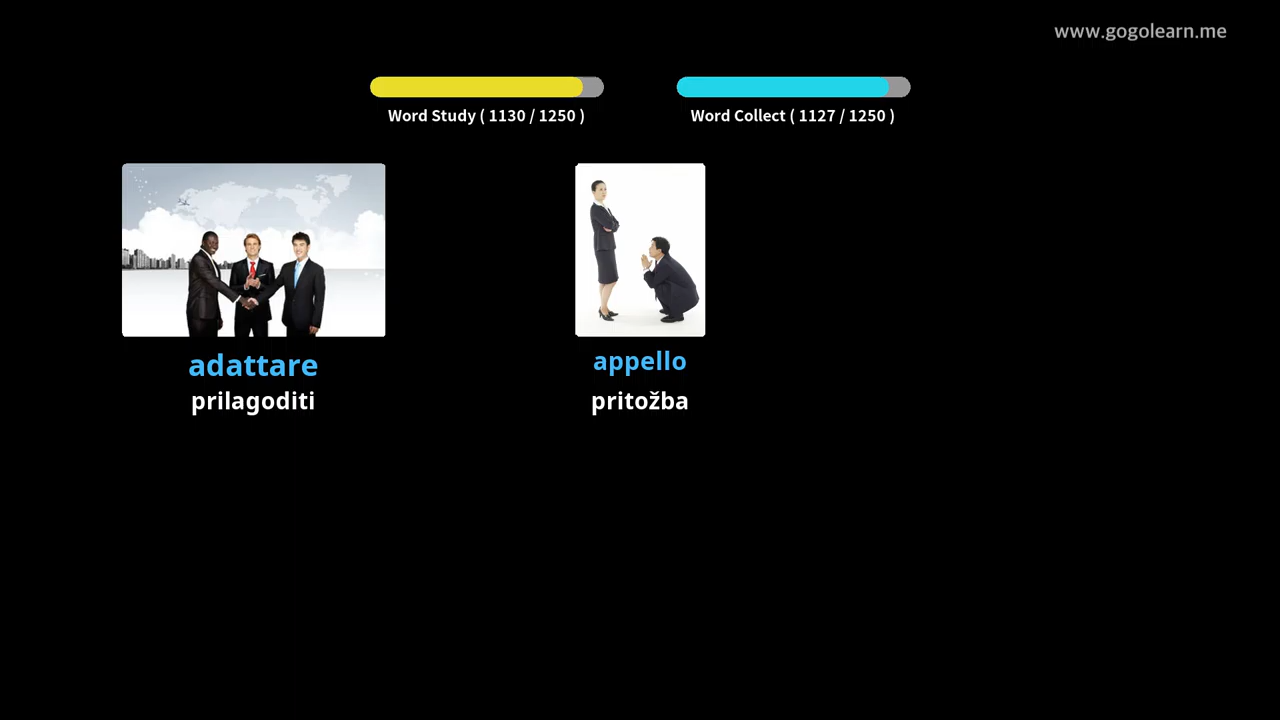 www.gogolearn.me
Word Study ( 1130 / 1250 )
Word Collect ( 1127 / 1250 )
adattare
prilagoditi
appello
pritožba